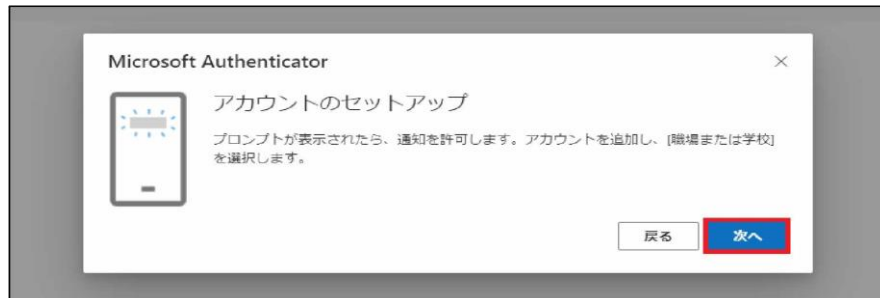 Microsoft Authenticator
アカウントのセットアップ
プロンプトが表示されたら、通知を許可します。アカウントを追加し、[職場または学校]
を選択します。
戻る
次へ